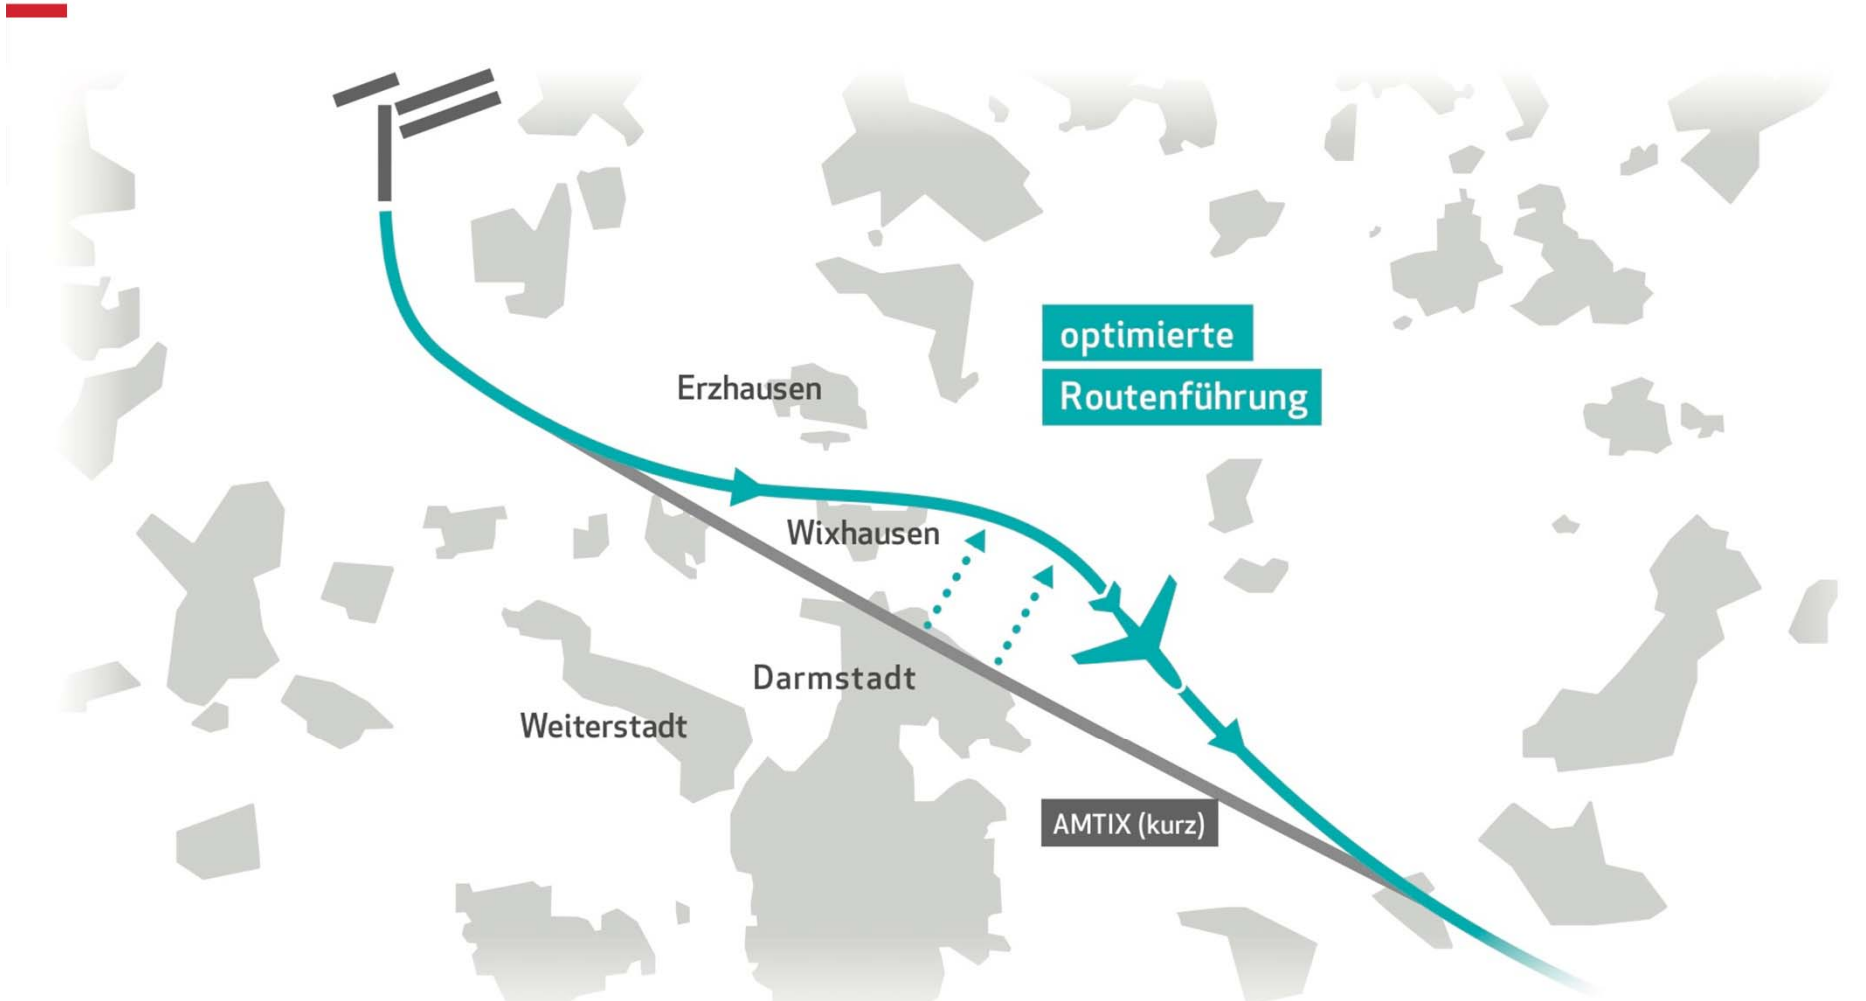 optimierte
Routenführung
Erzhausen
Wixhausen
Darmstadt
Weiterstadt
AMTIX (kurz)